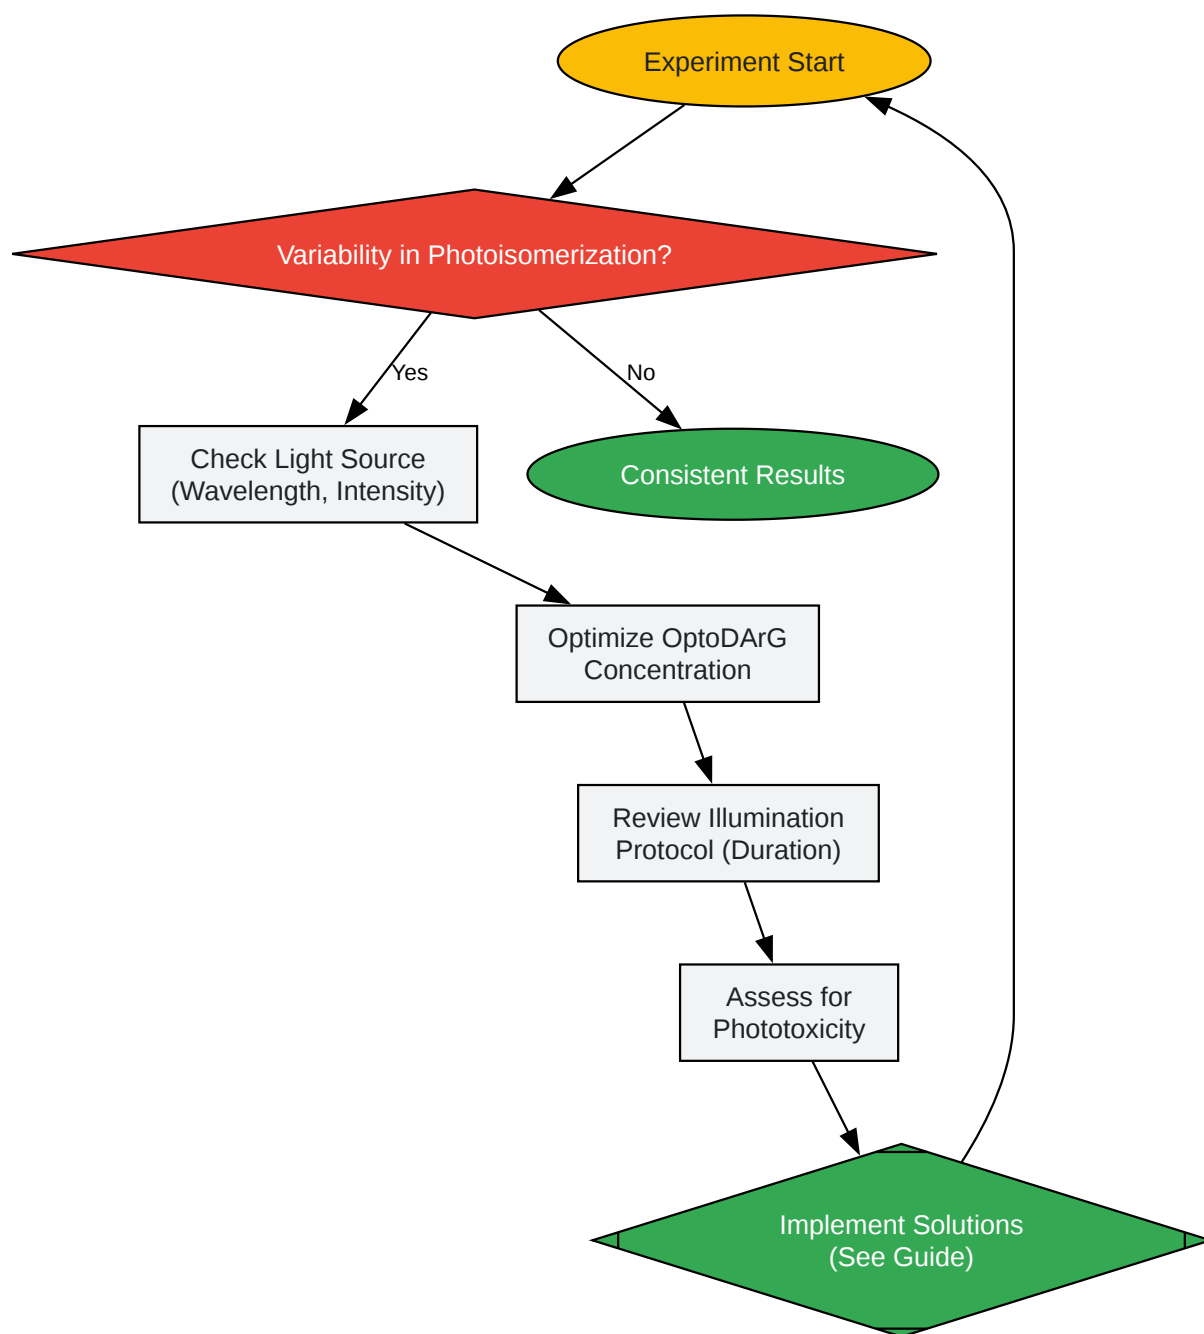 Experiment Start
Variability in Photoisomerization?
Yes
No
Check Light Source
(Wavelength, Intensity)
Consistent Results
Optimize OptoDArG
Concentration
Review Illumination
Protocol (Duration)
Assess for
Phototoxicity
Implement Solutions
(See Guide)